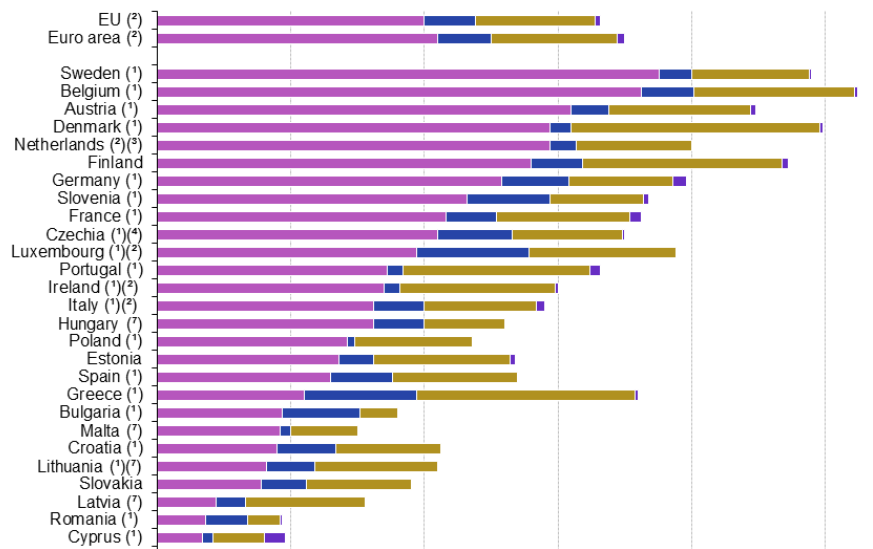 EU (²)
Euro area (²)
Sweden (¹)
Belgium (¹)
Austria (¹)
Denmark (¹)
Netherlands (²)(³)
Finland
Germany (¹)
Slovenia (¹)
France (¹)
Czechia (¹)(⁴)
Luxembourg (¹)(²)
Portugal (¹)
Ireland (¹)(²)
Italy (¹)(²)
Hungary (⁷)
Poland (¹)
Estonia
Spain (¹)
Greece (¹)
Bulgaria (¹)
Malta (⁷)
Croatia (¹)
Lithuania (¹)(⁷)
Slovakia
Latvia (⁷)
Romania (¹)
Cyprus (¹)